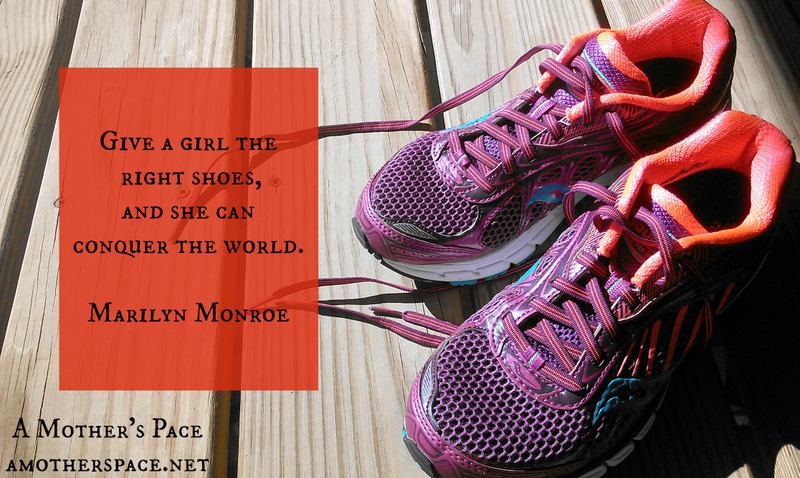 Give a girl the
right shoes,
and she can
conquer the world.
Marilyn Monroe
A Mother's Pace
amotherspace.net